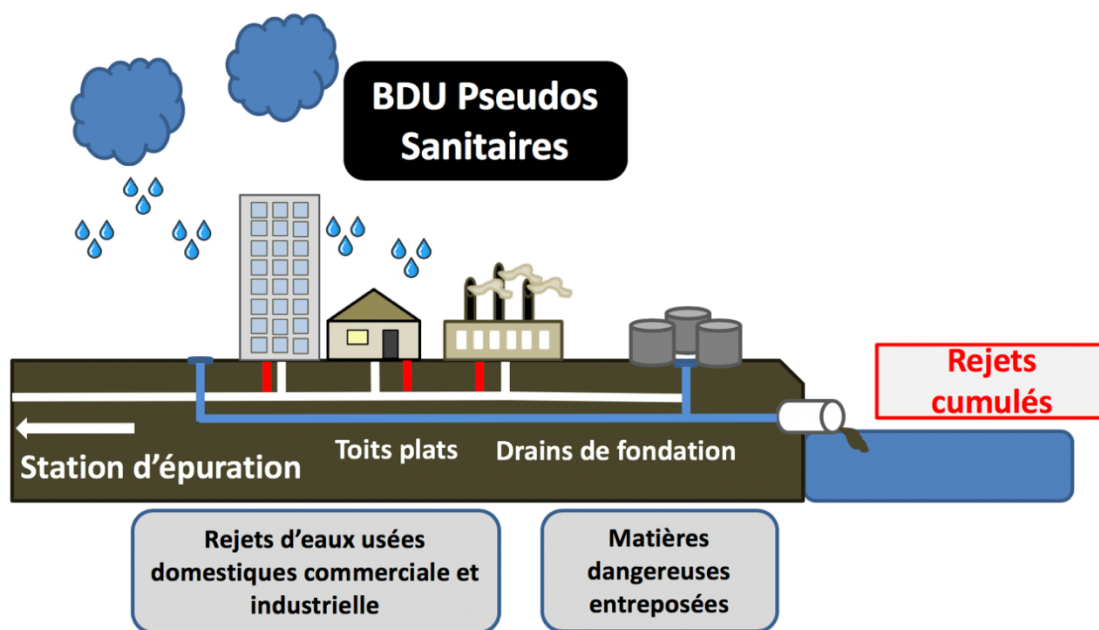 BDU Pseudos
Sanitaires
Rejets
cumulés
Toits plats
Drains de fondation
Station d'épuration
Rejets d'eaux usées
domestiques commerciale et
industrielle
Matières
dangereuses
entreposées